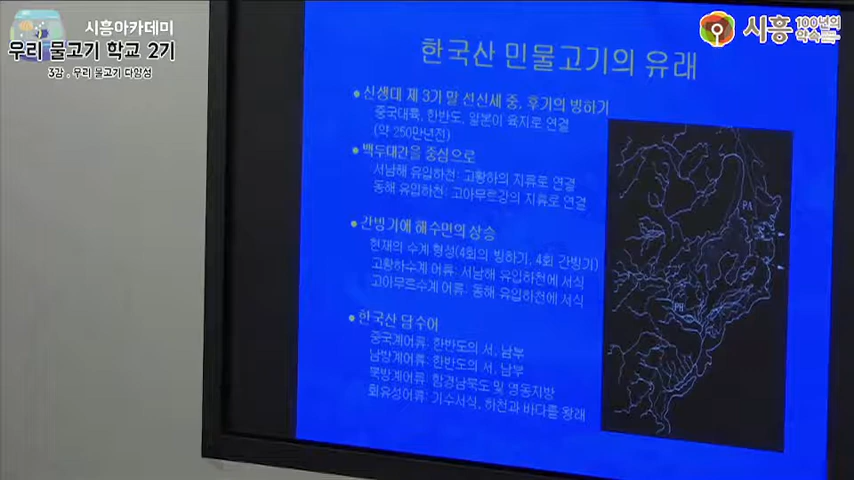 시흥아카데미
우리 물고기 학교 2기
3강. 우리 물고기 다양성
시흥 100년의 약속
한국산 민물고기의 유래
• 신생대 제 3기 말 선신세 중, 후기의 빙하기
중국대륙, 한반도, 일본이 육지로 연결
(약 250만년전)
• 백두대간을 중심으로
서남해 유입하천: 고황하의 지류로 연결
동해 유입하천: 고아무르강의 지류로 연결
• 간빙기에 해수면의 상승
현재의 수계 형성(4회의 빙하기, 4회 간빙기)
고황하수계 어류: 서남해 유입하천에 서식
고아무르수계 어류: 동해 유입하천에 서식
• 한국산 담수어
중국계어류: 한반도의 서, 남부
남방계어류: 한반도의 서, 남부
북방계어류: 함경남북도 및 영동지방
회유성어류: 기수서식, 하천과 바다를 왕래
PA
PH